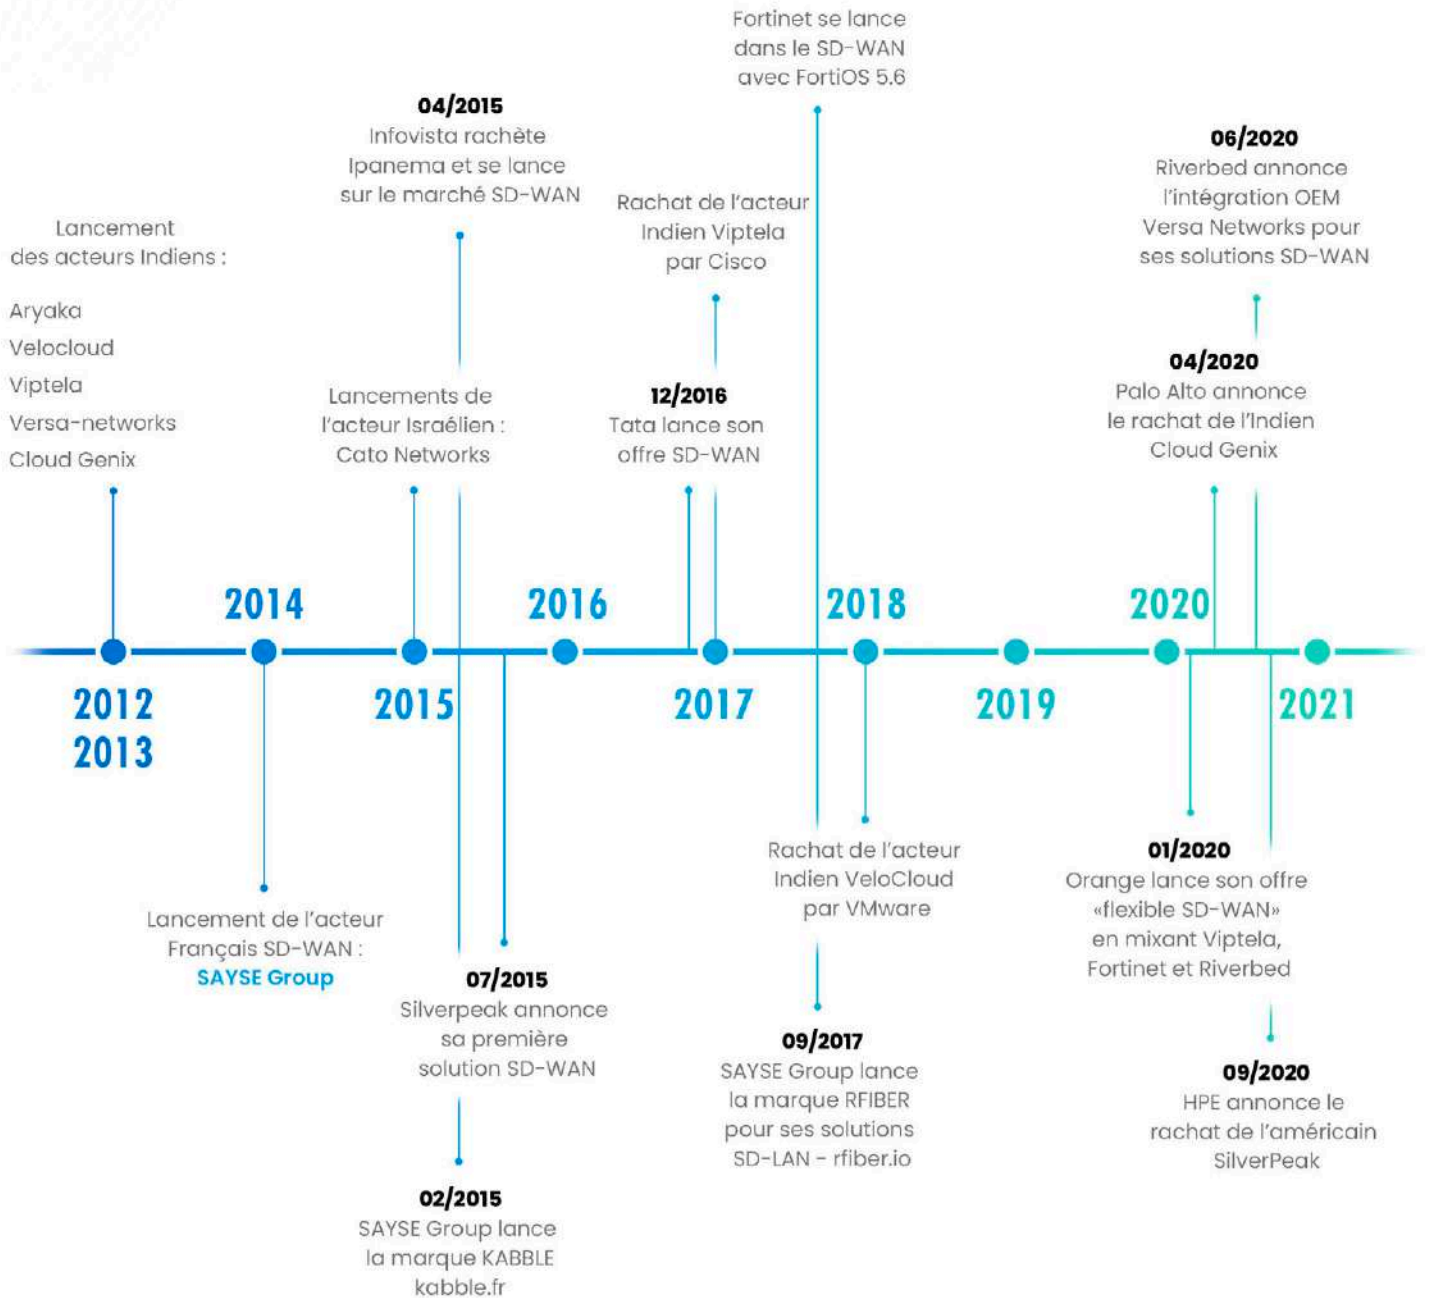 Fortinet se lance
dans le SD-WAN
avec FortiOS 5.6
04/2015
Infovista rachète
Ipanema et se lance
sur le marché SD-WAN
06/2020
Riverbed annonce
l'intégration OEM
Versa Networks pour
ses solutions SD-WAN
Rachat de l'acteur
Indien Viptela
par Cisco
Lancement
des acteurs Indiens :
Aryaka
Velocloud
Viptela
Versa-networks
Cloud Genix
Lancements de
l'acteur Israélien :
Cato Networks
12/2016
Tata lance son
offre SD-WAN
04/2020
Palo Alto annonce
le rachat de l'Indien
Cloud Genix
2014
2016
2018
2020
2012
2013
2015
2017
2019
2021
Lancement de l'acteur
Français SD-WAN :
SAYSE Group
07/2015
Silverpeak annonce
sa première
solution SD-WAN
02/2015
SAYSE Group lance
la marque KABBLE
kabble.fr
Rachat de l'acteur
Indien VeloCloud
par VMware
09/2017
SAYSE Group lance
la marque RFIBER
pour ses solutions
SD-LAN - rfiber.io
01/2020
Orange lance son offre
«flexible SD-WAN»
en mixant Viptela,
Fortinet et Riverbed
09/2020
HPE annonce le
rachat de l'américain
SilverPeak